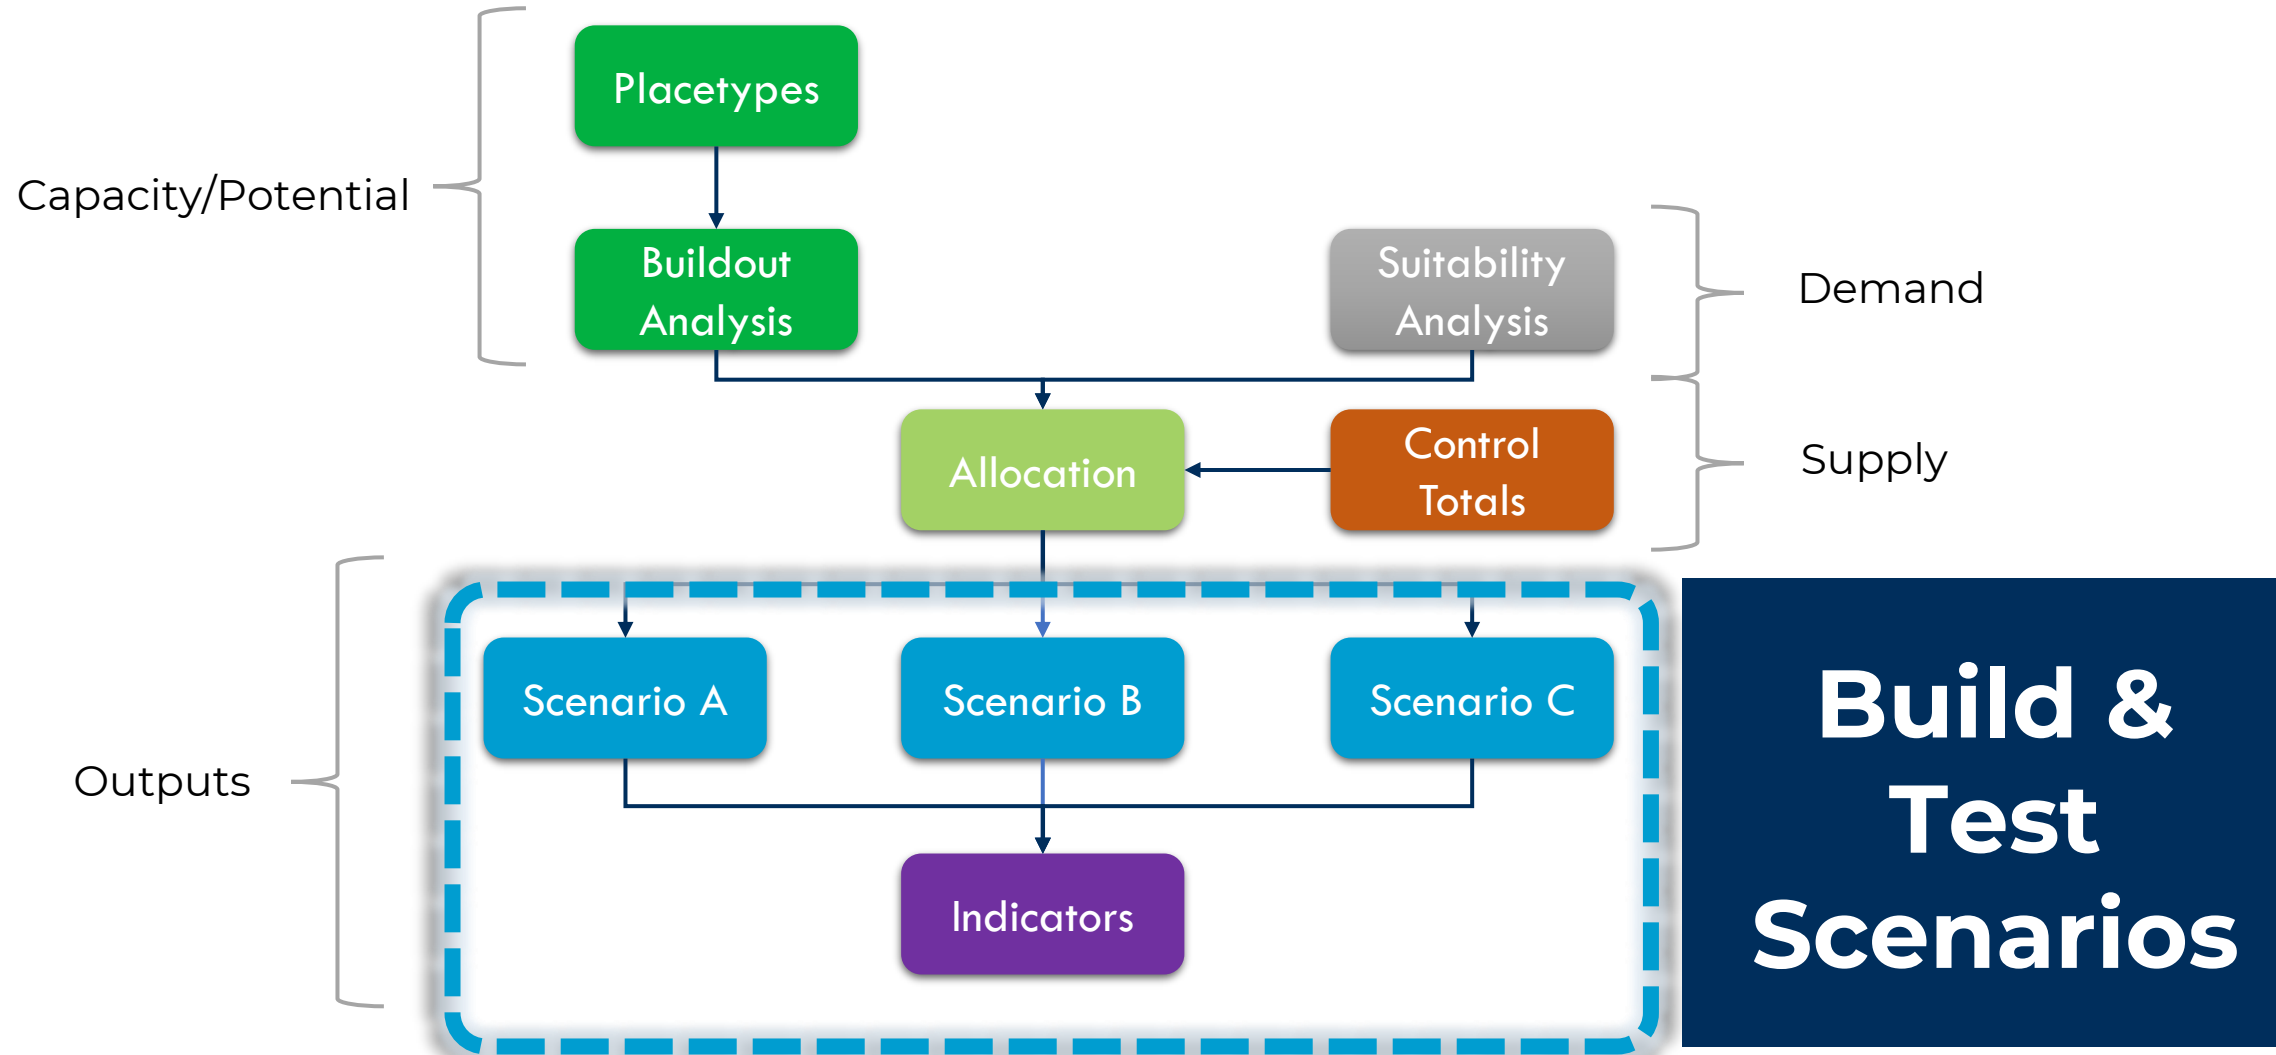 Placetypes
Capacity/Potential
Buildout
Analysis
Suitability
Analysis
Demand
Allocation
Control
Totals
Supply
Scenario A
Scenario B
Scenario C
Outputs
Indicators
Build &
Test
Scenarios